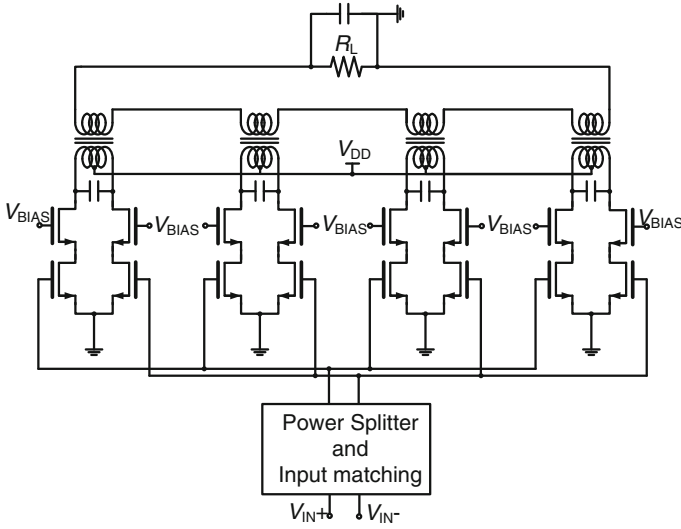 R_L
V_DD
V_BIAS V_BIAS V_BIAS V_BIAS V_BIAS
Power Splitter
and
Input matching
V_IN+ V_IN-